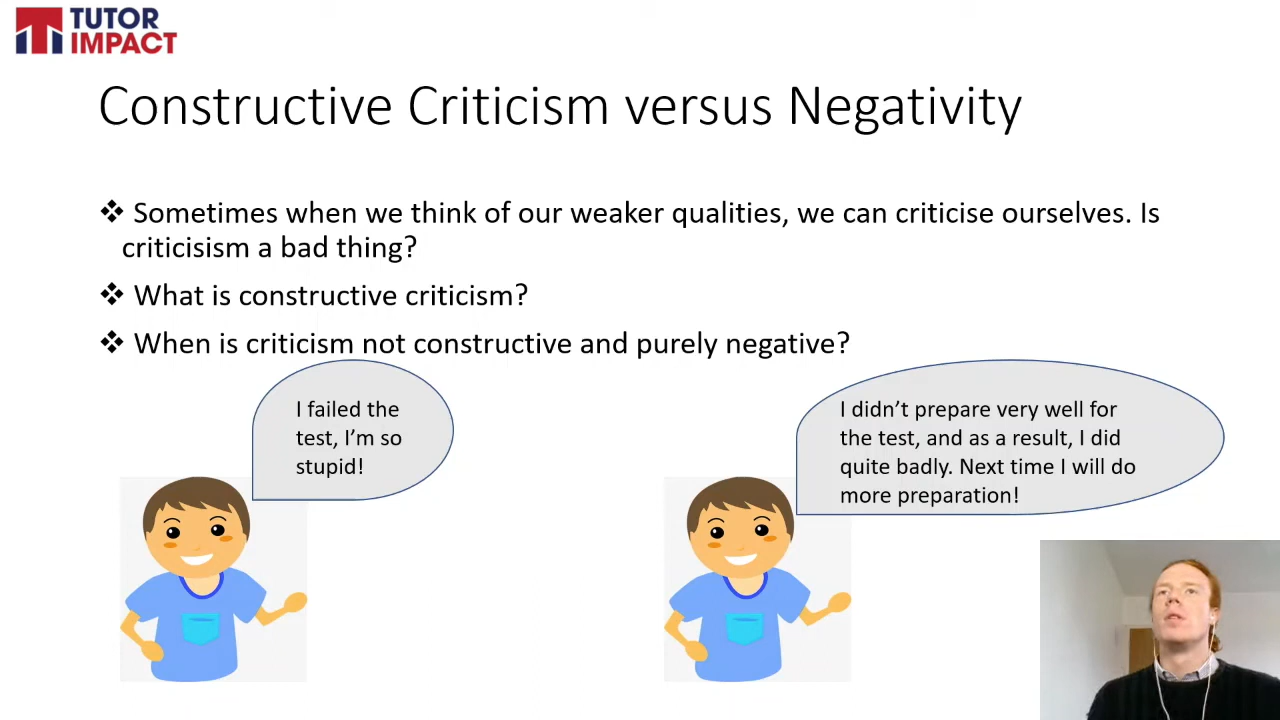 TUTOR
IMPACT
Constructive Criticism versus Negativity
❖ Sometimes when we think of our weaker qualities, we can criticise ourselves. Is
criticisism a bad thing?
❖ What is constructive criticism?
❖ When is criticism not constructive and purely negative?
I failed the
test, I'm so
stupid!
I didn't prepare very well for
the test, and as a result, I did
quite badly. Next time I will do
more preparation!